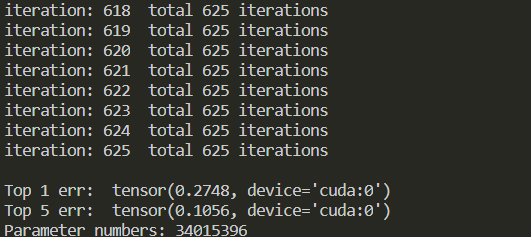 iteration: 618  total 625 iterations
iteration: 619  total 625 iterations
iteration: 620  total 625 iterations
iteration: 621  total 625 iterations
iteration: 622  total 625 iterations
iteration: 623  total 625 iterations
iteration: 624  total 625 iterations
iteration: 625  total 625 iterations
Top 1 err:  tensor(0.2748, device='cuda:0')
Top 5 err:  tensor(0.1056, device='cuda:0')
Parameter numbers: 34015396